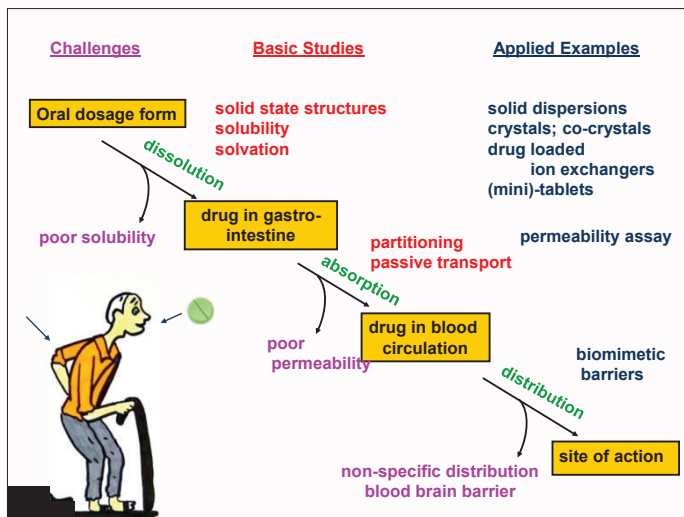 Challenges
Basic Studies
Applied Examples
Oral dosage form
solid state structures
solubility
solvation
solid dispersions
crystals; co-crystals
drug loaded
ion exchangers
(mini)-tablets
dissolution
poor solubility
drug in gastro-
intestine
partitioning
passive transport
permeability assay
absorption
poor
permeability
drug in blood
circulation
biomimetic
barriers
distribution
non-specific distribution
blood brain barrier
site of action